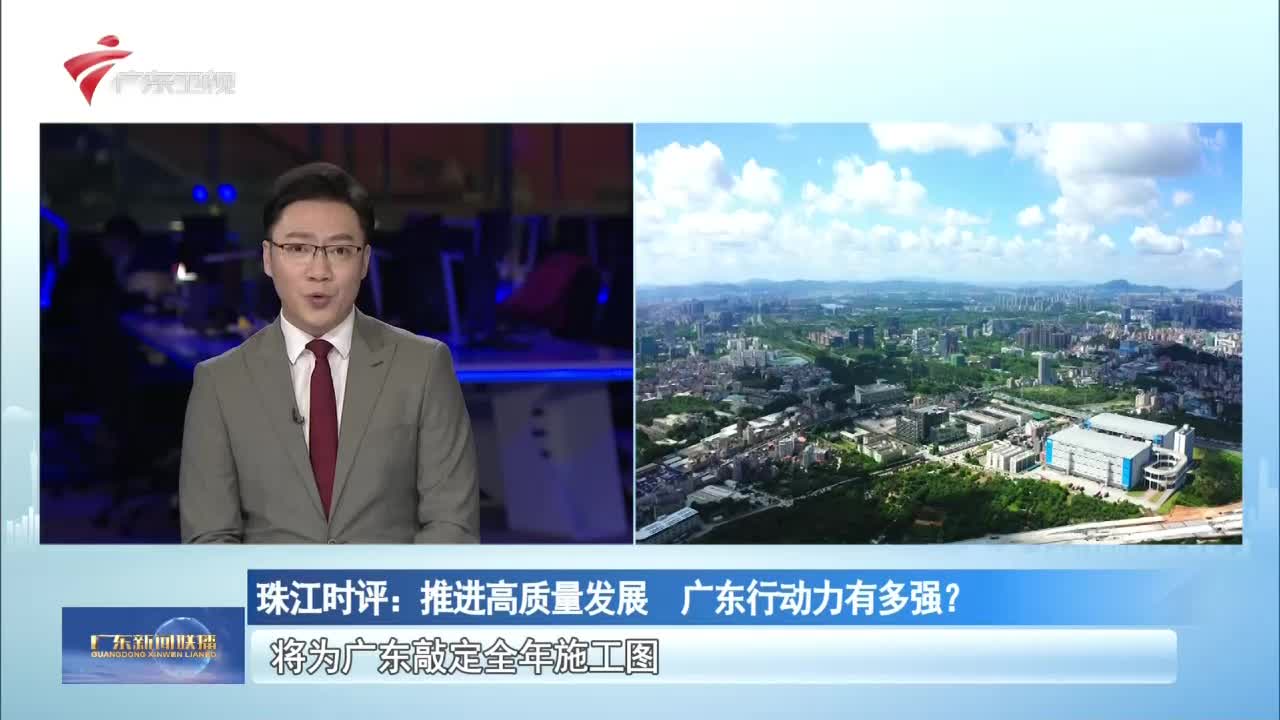 广东卫视
珠江时评：推进高质量发展 广东行动力有多强？
广东新闻联播
GUANGDONG XINWEN LIANBO
将为广东敲定全年施工图